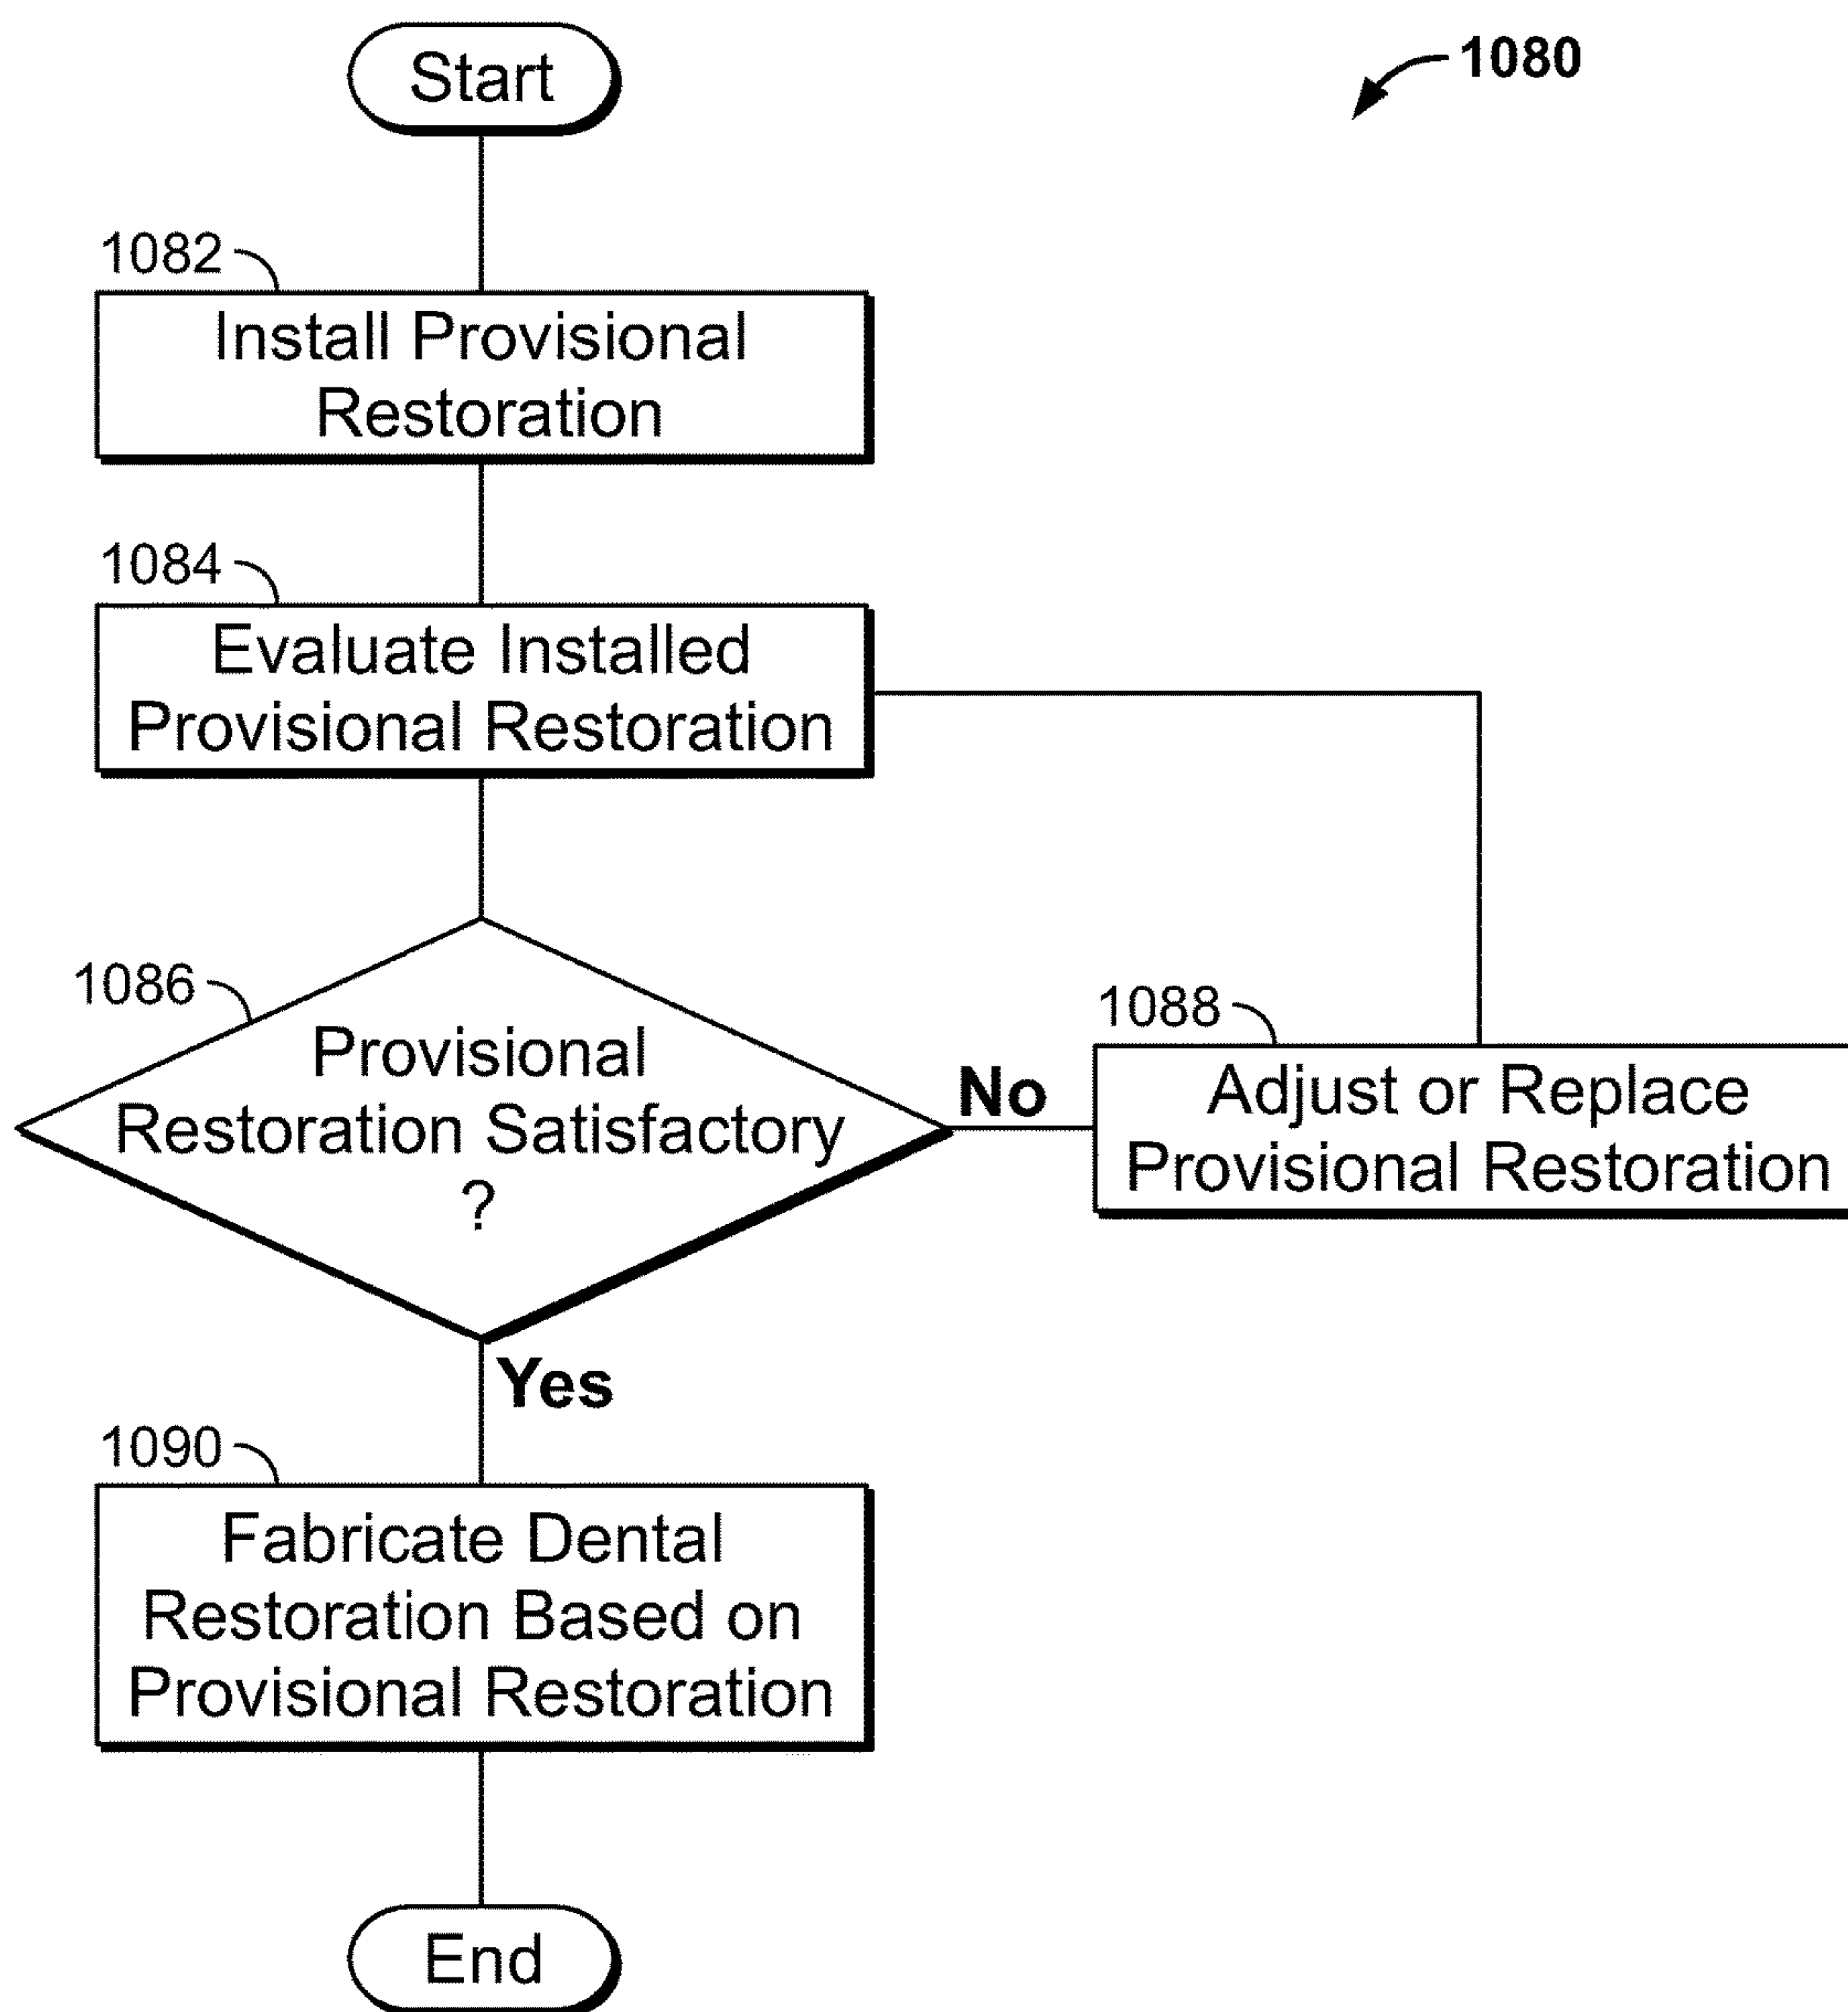 Start
1080
1082
Install Provisional
Restoration
1084
Evaluate Installed
Provisional Restoration
1086
Provisional
Restoration Satisfactory
?
No
1088
Adjust or Replace
Provisional Restoration
Yes
1090
Fabricate Dental
Restoration Based on
Provisional Restoration
End